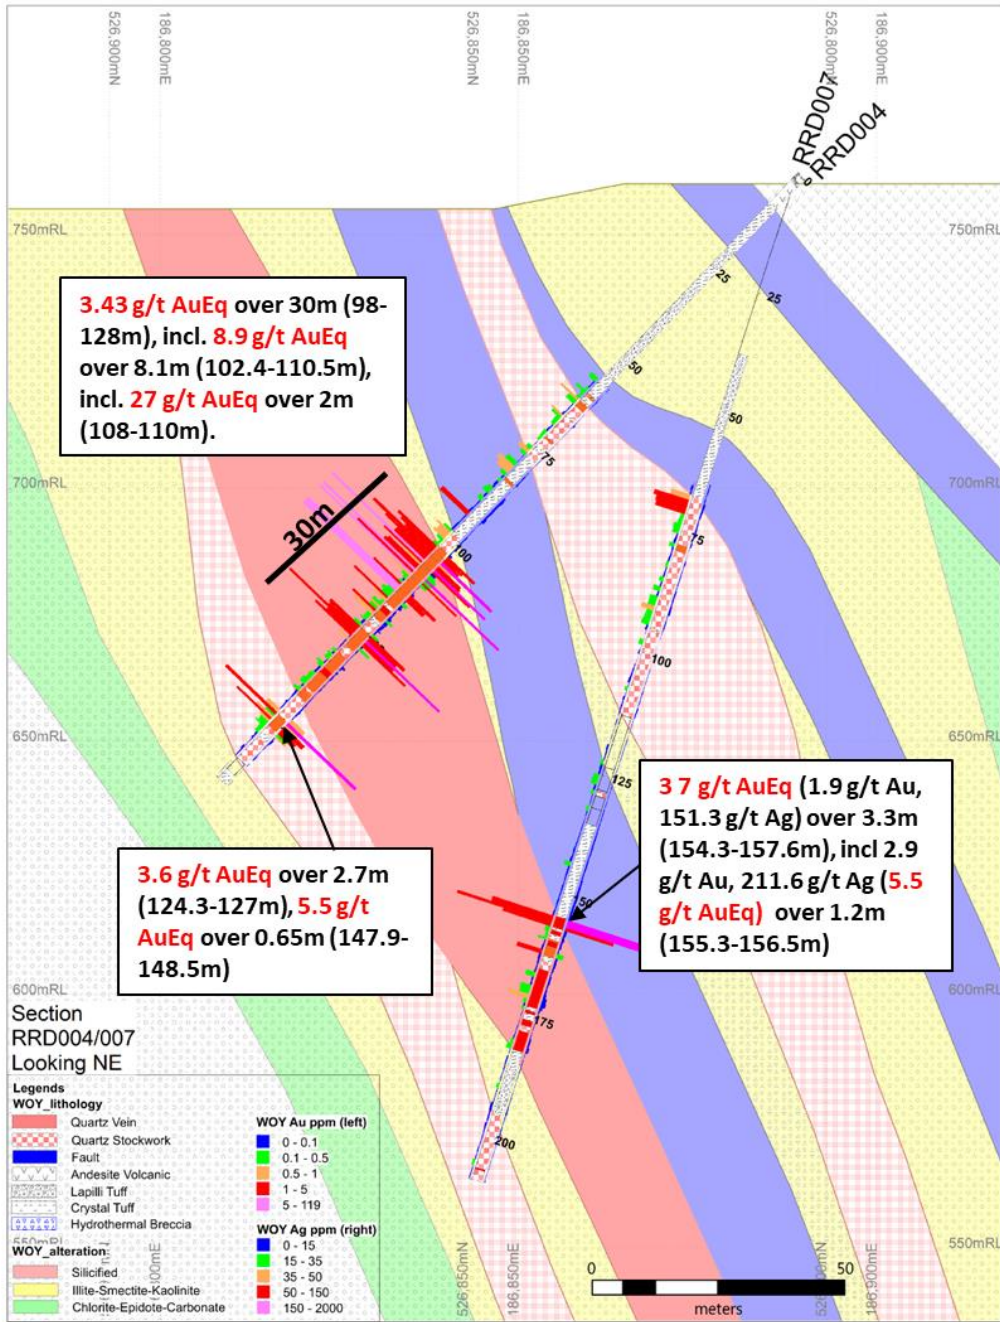 526,900mN
186,800mE
526,850mN
186,850mE
526,800mN
186,900mE
RRD007
RRD004
0
750mRL
750mRL
25
25
3.43 g/t AuEq over 30m (98-
128m), incl. 8.9 g/t AuEq
over 8.1m (102.4-110.5m),
incl. 27 g/t AuEq over 2m
(108-110m).
50
50
75
700mRL
700mRL
30m
75
100
100
650mRL
650mRL
125
3 7 g/t AuEq (1.9 g/t Au,
151.3 g/t Ag) over 3.3m
(154.3-157.6m), incl 2.9
g/t Au, 211.6 g/t Ag (5.5
g/t AuEq) over 1.2m
(155.3-156.5m)
3.6 g/t AuEq over 2.7m
(124.3-127m), 5.5 g/t
AuEq over 0.65m (147.9-
148.5m)
50
600mRL
600mRL
175
200
Section
RRD004/007
Looking NE
Legends
WOY_lithology
Quartz Vein
Quartz Stockwork
Fault
Andesite Volcanic
Lapilli Tuff
Crystal Tuff
Hydrothermal Breccia
WOY_alteration
Silicified
Illite-Smectite-Kaolinite
Chlorite-Epidote-Carbonate
WOY Au ppm (left)
0 - 0.1
0.1 - 0.5
0.5 - 1
1 - 5
5 - 119
WOY Ag ppm (right)
0 - 15
15 - 35
35 - 50
50 - 150
150 - 2000
526,850mN
186,850mE
526,800mN
186,900mE
550mRL
0
50
meters